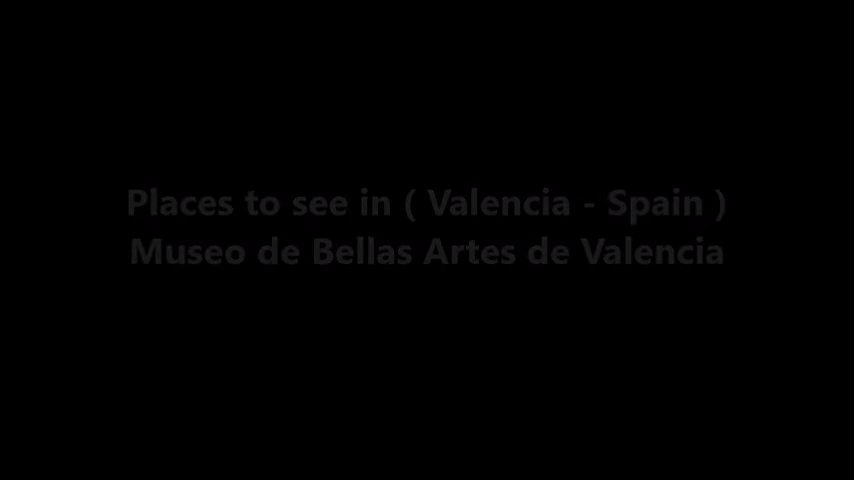 Places to see in ( Valencia - Spain )
Museo de Bellas Artes de Valencia